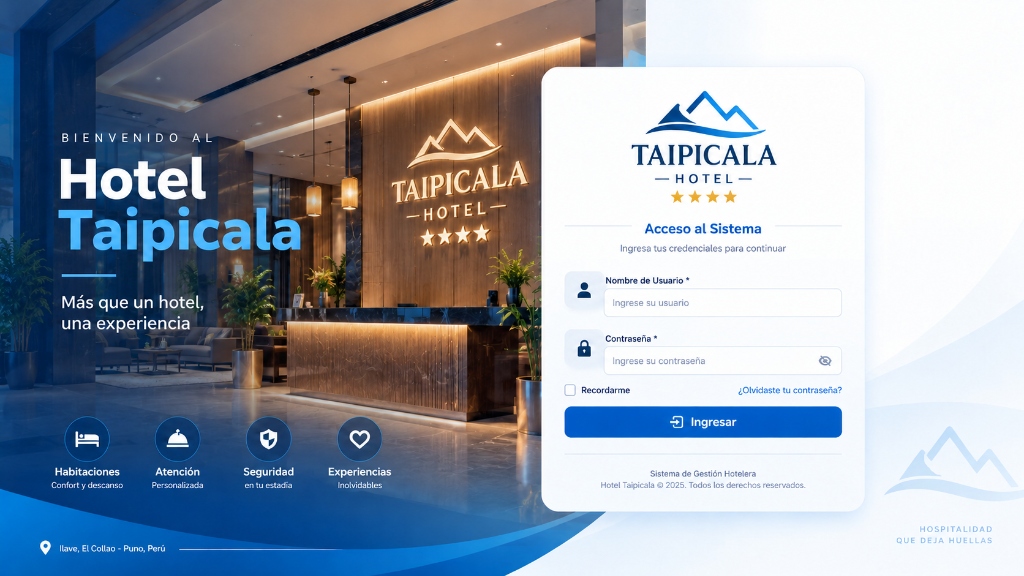 BIENVENIDO AL
Hotel
Taipicala
Más que un hotel,
una experiencia
Habitaciones
Confort y descanso
Atención
Personalizada
Seguridad
en tu estadía
Experiencias
Inolvidables
Ilave, El Collao - Puno, Perú
TAIPICALA
HOTEL
TAIPICALA
HOTEL
Acceso al Sistema
Ingresa tus credenciales para continuar
Nombre de Usuario *
Ingrese su usuario
Contraseña *
Ingrese su contraseña
Recordarme
¿Olvidaste tu contraseña?
Ingresar
Sistema de Gestión Hotelera
Hotel Taipicala © 2025. Todos los derechos reservados.
HOSPITALIDAD
QUE DEJA HUELLAS